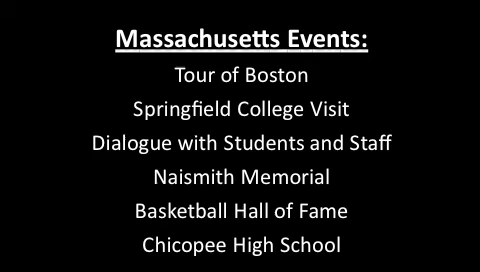 Massachusetts Events:
Tour of Boston
Springfield College Visit
Dialogue with Students and Staff
Naismith Memorial
Basketball Hall of Fame
Chicopee High School